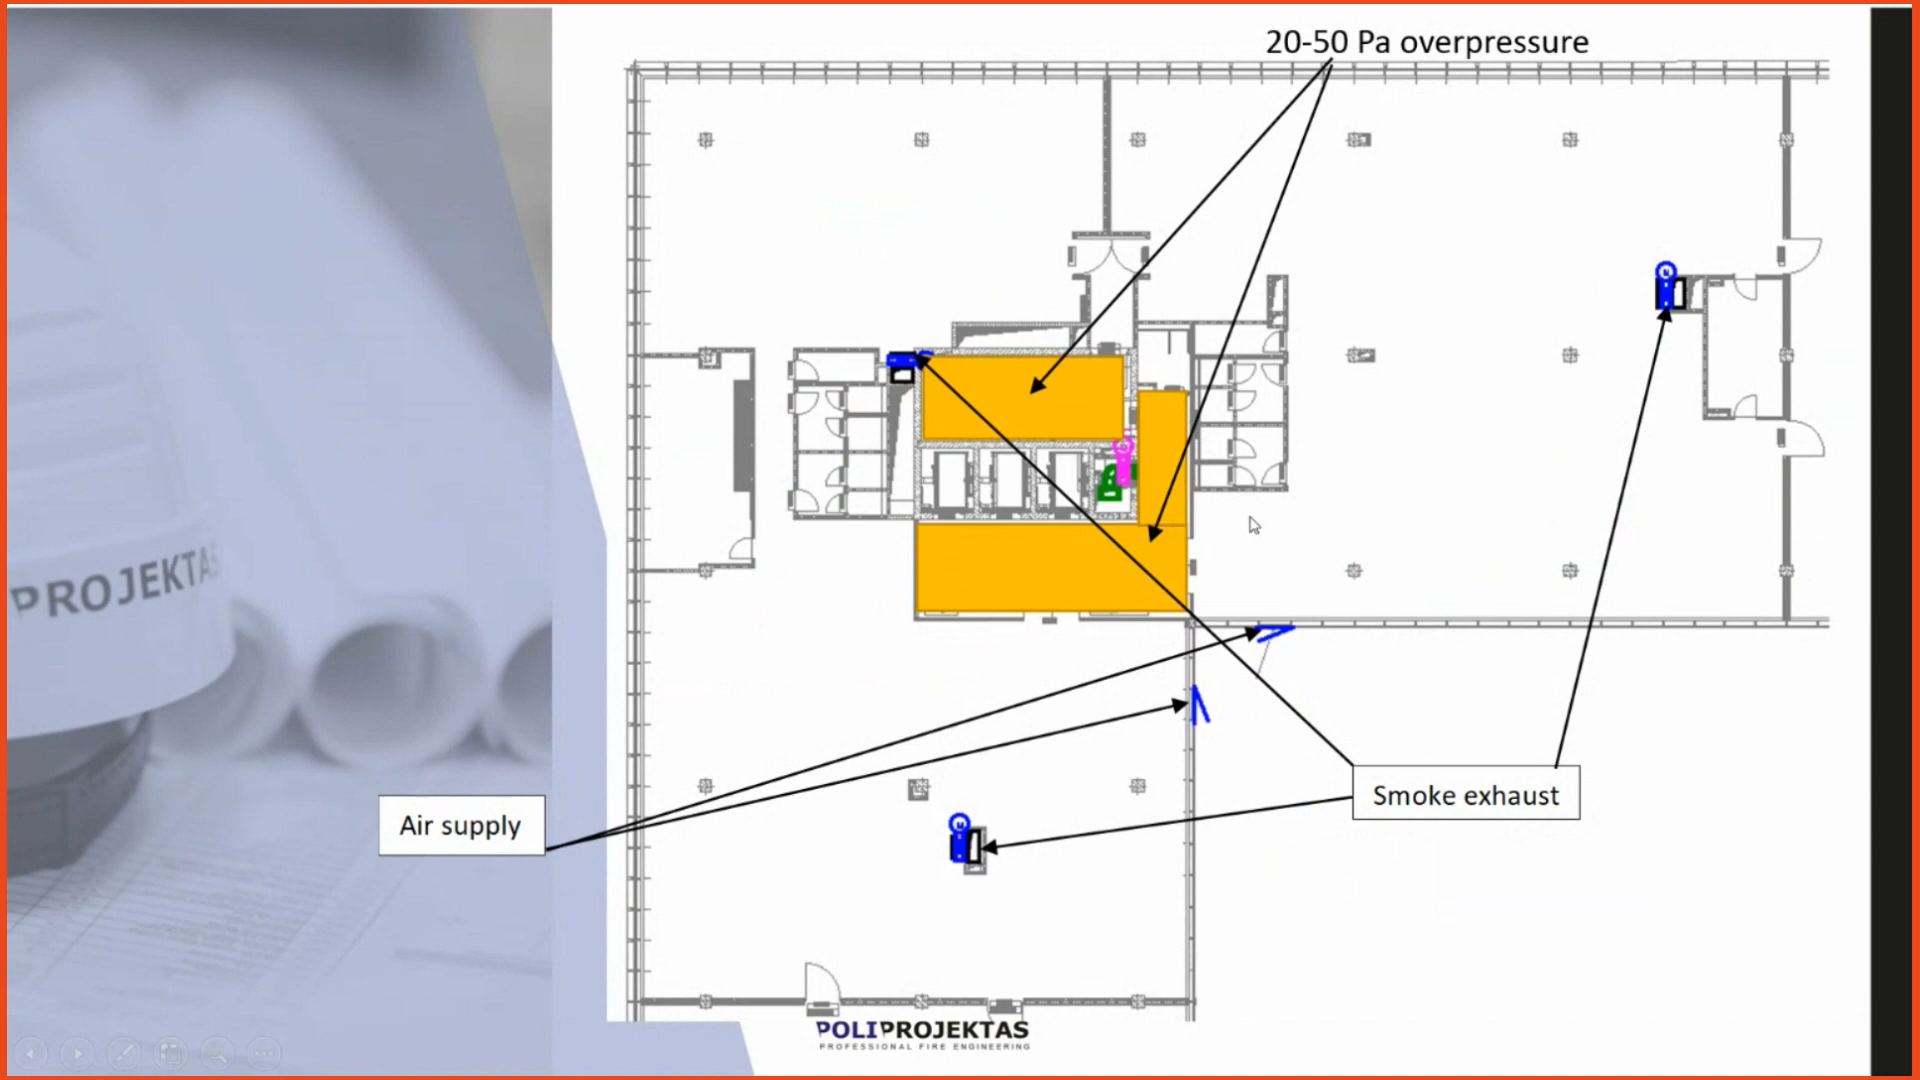 20-50 Pa overpressure
PROJEKTAS
Air supply
Smoke exhaust
POLIPROJEKTAS
PROFESSIONAL FIRE ENGINEERING